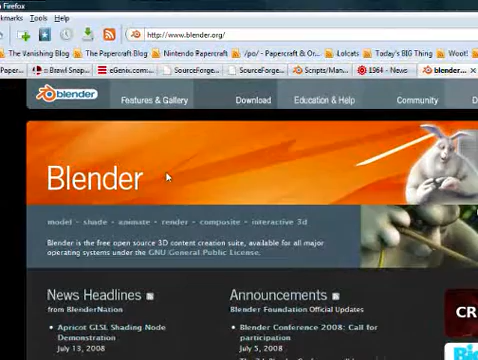 Firefox
kmarks Tools Help
http://www.blender.org/
The Vanishing Blog The Papercraft Blog Nintendo Papercraft /po/ - Papercraft & Or... Lolcats Today's BIG Thing Woot!
Paper... Brawl Snap... eGenix.com:... SourceForge... SourceForge... Scripts/Man... 1964 - News blender...
blender Features & Gallery Download Education & Help Community
Blender
model - shade - animate - render - composite - interactive 3d
Blender is the free open source 3D content creation suite, available for all major
operating systems under the GNU General Public License.
News Headlines
from BlenderNation
Apricot GLSL Shading Node
Demonstration
July 13, 2008
Announcements
Blender Foundation Official Updates
Blender Conference 2008: Call for
participation
July 5, 2008
CR